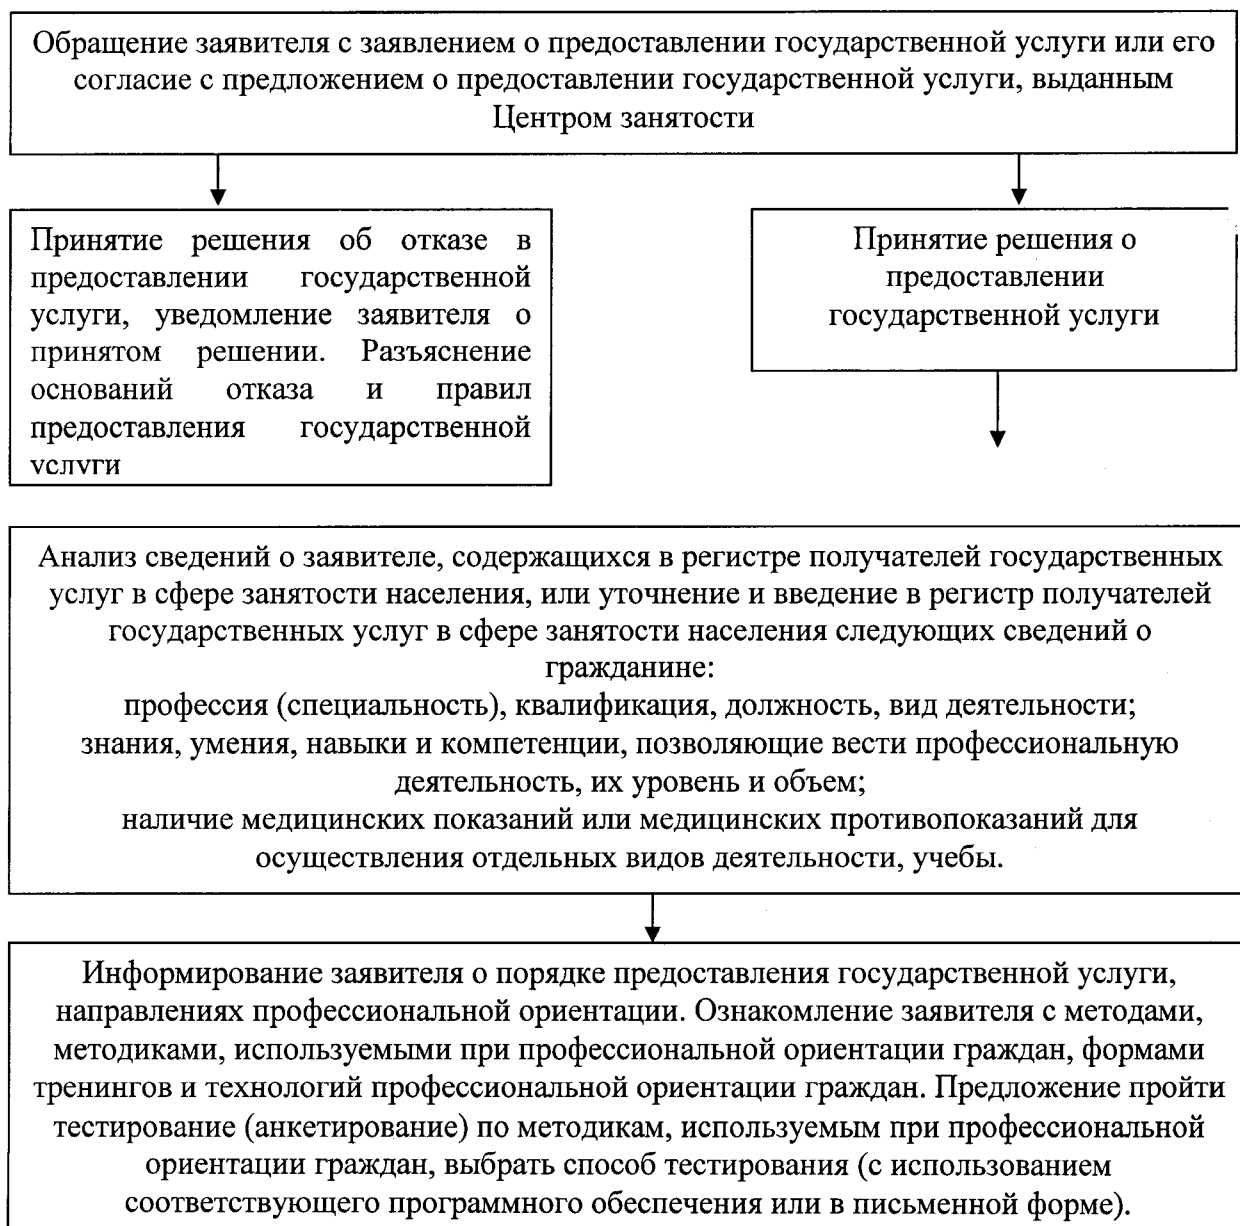 Обращение заявителя с заявлением о предоставлении государственной услуги или его
согласие с предложением о предоставлении государственной услуги, выданным
Центром занятости
Принятие решения об отказе в
предоставлении государственной
услуги, уведомление заявителя о
принятом решении. Разъяснение
оснований отказа и правил
предоставления государственной
услуги
Принятие решения о
предоставлении
государственной услуги
Анализ сведений о заявителе, содержащихся в регистре получателей государственных
услуг в сфере занятости населения, или уточнение и введение в регистр получателей
государственных услуг в сфере занятости населения следующих сведений о
гражданине:
профессия (специальность), квалификация, должность, вид деятельности;
знания, умения, навыки и компетенции, позволяющие вести профессиональную
деятельность, их уровень и объем;
наличие медицинских показаний или медицинских противопоказаний для
осуществления отдельных видов деятельности, учебы.
Информирование заявителя о порядке предоставления государственной услуги,
направлениях профессиональной ориентации. Ознакомление заявителя с методами,
методиками, используемыми при профессиональной ориентации граждан, формами
тренингов и технологий профессиональной ориентации граждан. Предложение пройти
тестирование (анкетирование) по методикам, используемым при профессиональной
ориентации граждан, выбрать способ тестирования (с использованием
соответствующего программного обеспечения или в письменной форме).